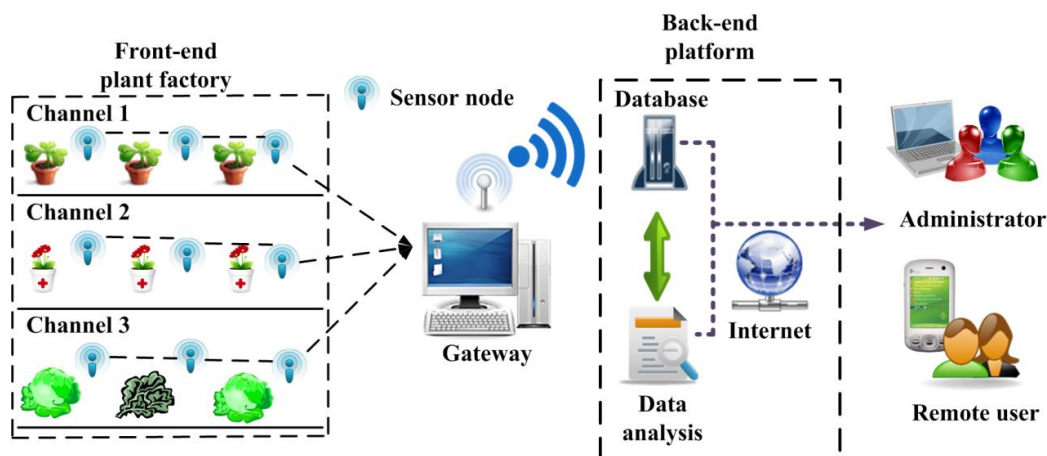 Front-end
plant factory
Channel 1
Channel 2
Channel 3
Sensor node
Gateway
Back-end
platform
Database
Internet
Data
analysis
Administrator
Remote user